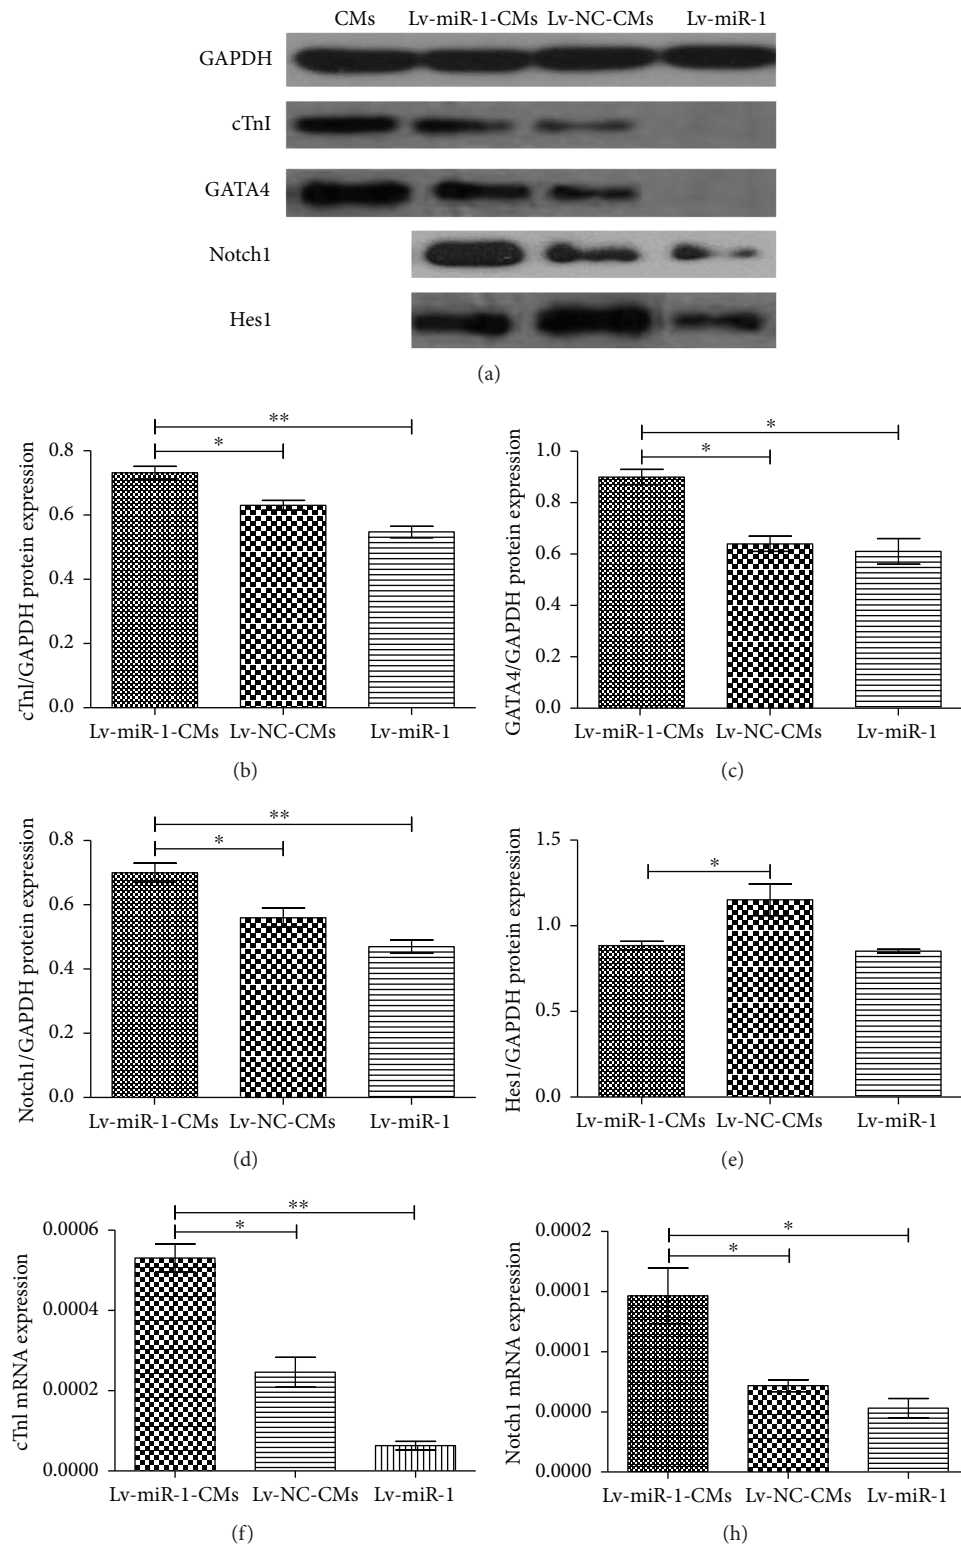 CMs Lv-miR-1-CMs Lv-NC-CMs Lv-miR-1
GAPDH
cTnI
GATA4
Notch1
Hes1
(a)
** 
*
0.8
0.6
0.4
0.2
0.0
cTnl/GAPDH protein expression
Lv-miR-1-CMs Lv-NC-CMs Lv-miR-1
(b)
*
*
1.0
0.8
0.6
0.4
0.2
0.0
GATA4/GAPDH protein expression
Lv-miR-1-CMs Lv-NC-CMs Lv-miR-1
(c)
**
*
0.8
0.6
0.4
0.2
0.0
Notch1/GAPDH protein expression
Lv-miR-1-CMs Lv-NC-CMs Lv-miR-1
(d)
*
1.5
1.0
0.5
0.0
Hes1/GAPDH protein expression
Lv-miR-1-CMs Lv-NC-CMs Lv-miR-1
(e)
**
*
0.0006
0.0004
0.0002
0.0000
cTnl mRNA expression
Lv-miR-1-CMs Lv-NC-CMs Lv-miR-1
(f)
*
*
0.0002
0.0001
0.0001
0.0000
0.0000
Notch1 mRNA expression
Lv-miR-1-CMs Lv-NC-CMs Lv-miR-1
(h)